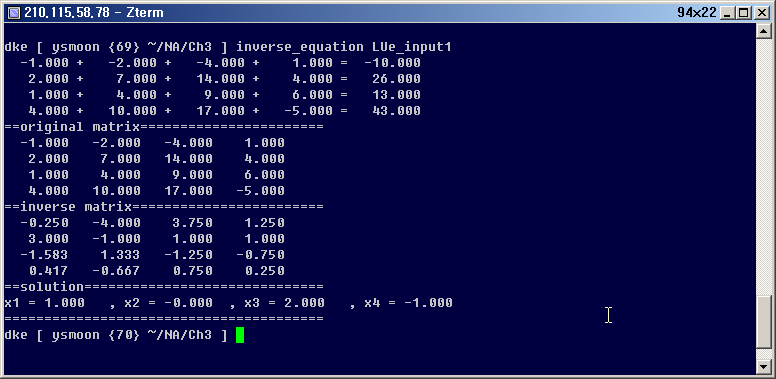 210.115.58.78 - Zterm 94x22
dke [ ysmoon {69} ~/NA/Ch3 ] inverse_equation LUe_input1
-1.000 + -2.000 + -4.000 + 1.000 = -10.000
2.000 + 7.000 + 14.000 + 4.000 = 26.000
1.000 + 4.000 + 9.000 + 6.000 = 13.000
4.000 + 10.000 + 17.000 + -5.000 = 43.000
==original matrix=======================
-1.000 -2.000 -4.000 1.000
2.000 7.000 14.000 4.000
1.000 4.000 9.000 6.000
4.000 10.000 17.000 -5.000
==inverse matrix========================
-0.250 -4.000 3.750 1.250
3.000 -1.000 1.000 1.000
-1.583 1.333 -1.250 -0.750
0.417 -0.667 0.750 0.250
==solution==============================
x1 = 1.000 , x2 = -0.000 , x3 = 2.000 , x4 = -1.000
========================================
dke [ ysmoon {70} ~/NA/Ch3 ]